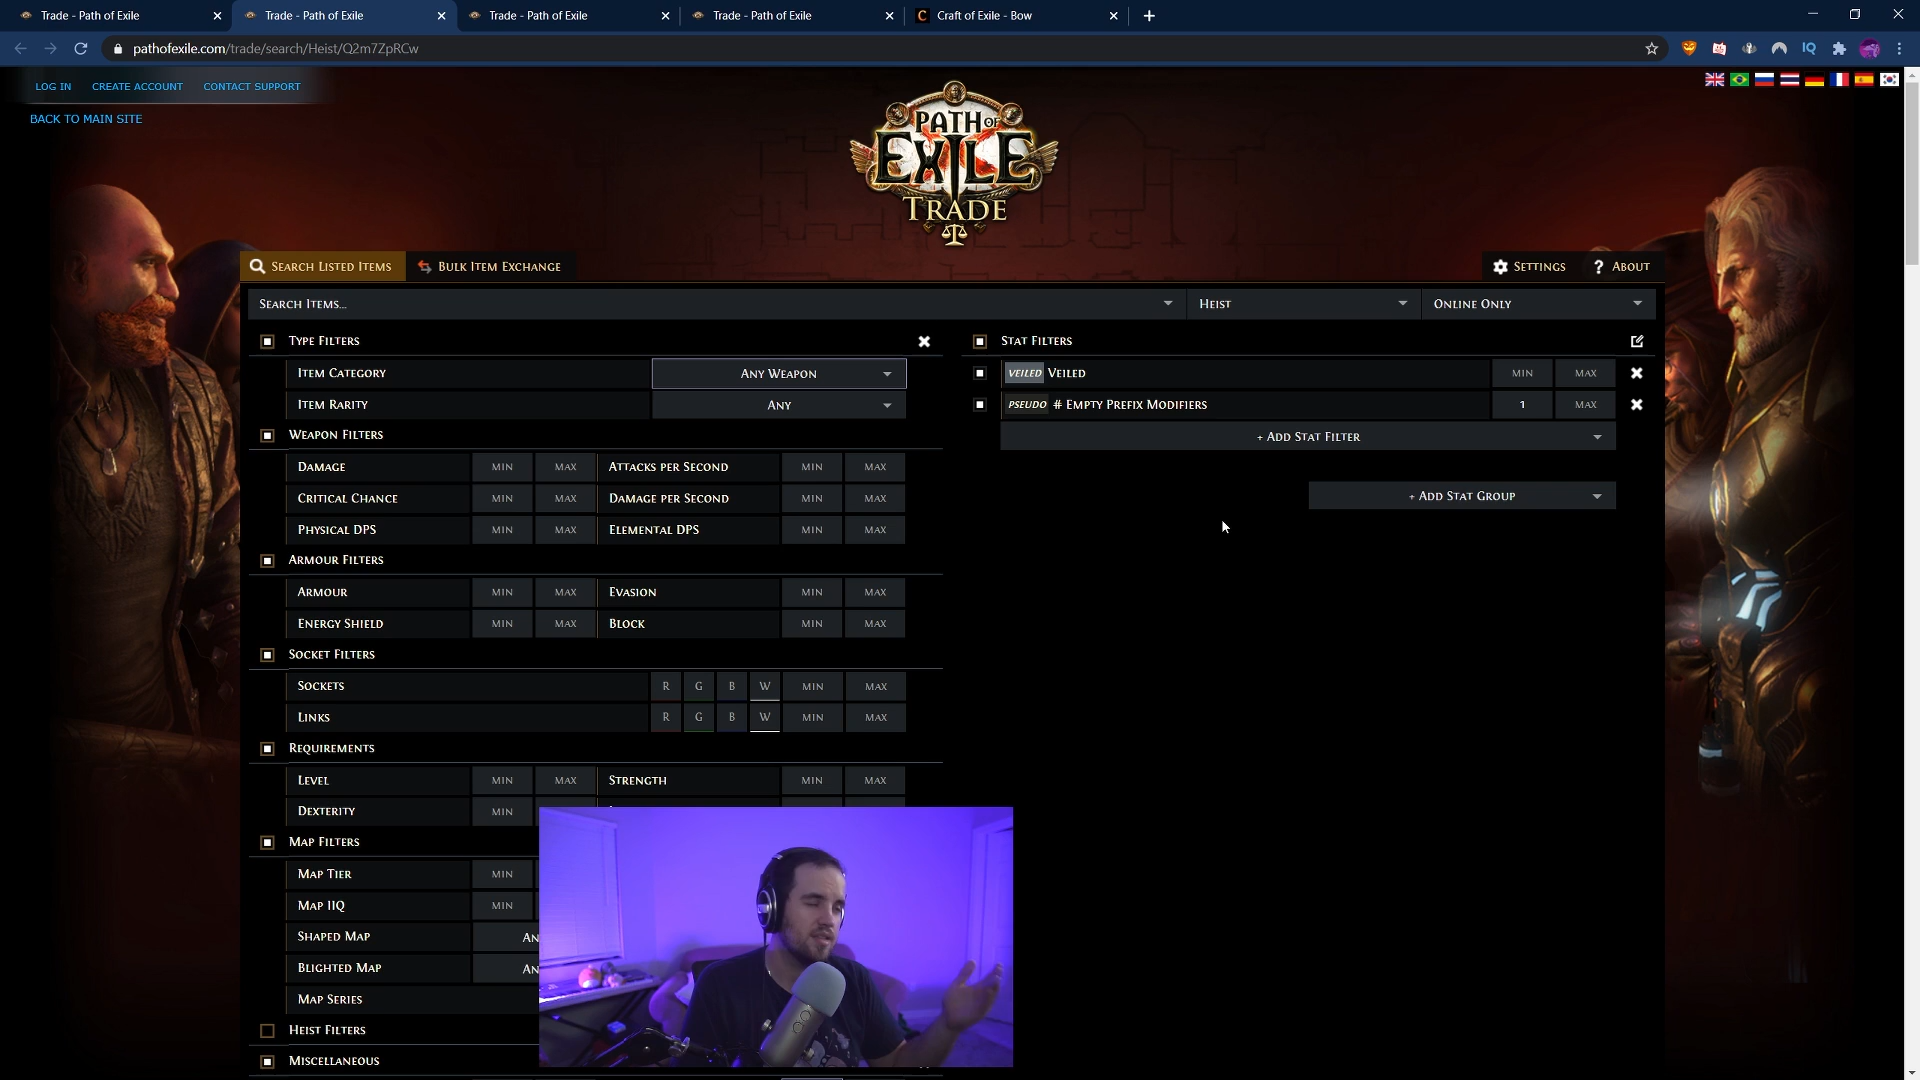 Trade - Path of Exile
Trade - Path of Exile
Trade - Path of Exile
Trade - Path of Exile
C Craft of Exile - Bow
pathofexile.com/trade/search/Heist/Q2m7ZpRCw
IQ
LOG IN CREATE ACCOUNT CONTACT SUPPORT
BACK TO MAIN SITE
PATH OF
EXILE
TRADE
SEARCH LISTED ITEMS BULK ITEM EXCHANGE SETTINGS ? ABOUT
SEARCH ITEMS... HEIST ONLINE ONLY
TYPE FILTERS
ITEM CATEGORY ANY WEAPON
ITEM RARITY ANY
WEAPON FILTERS
DAMAGE MIN MAX ATTACKS PER SECOND MIN MAX
CRITICAL CHANCE MIN MAX DAMAGE PER SECOND MIN MAX
PHYSICAL DPS MIN MAX ELEMENTAL DPS MIN MAX
ARMOUR FILTERS
ARMOUR MIN MAX EVASION MIN MAX
ENERGY SHIELD MIN MAX BLOCK MIN MAX
SOCKET FILTERS
SOCKETS R G B W MIN MAX
LINKS R G B W MIN MAX
REQUIREMENTS
LEVEL MIN MAX STRENGTH MIN MAX
DEXTERITY MIN
MAP FILTERS
MAP TIER MIN
MAP IIQ MIN
SHAPED MAP AN
BLIGHTED MAP AN
MAP SERIES
HEIST FILTERS
MISCELLANEOUS
STAT FILTERS
VEILED VEILED MIN MAX
PSEUDO # EMPTY PREFIX MODIFIERS 1 MAX
+ ADD STAT FILTER
+ ADD STAT GROUP